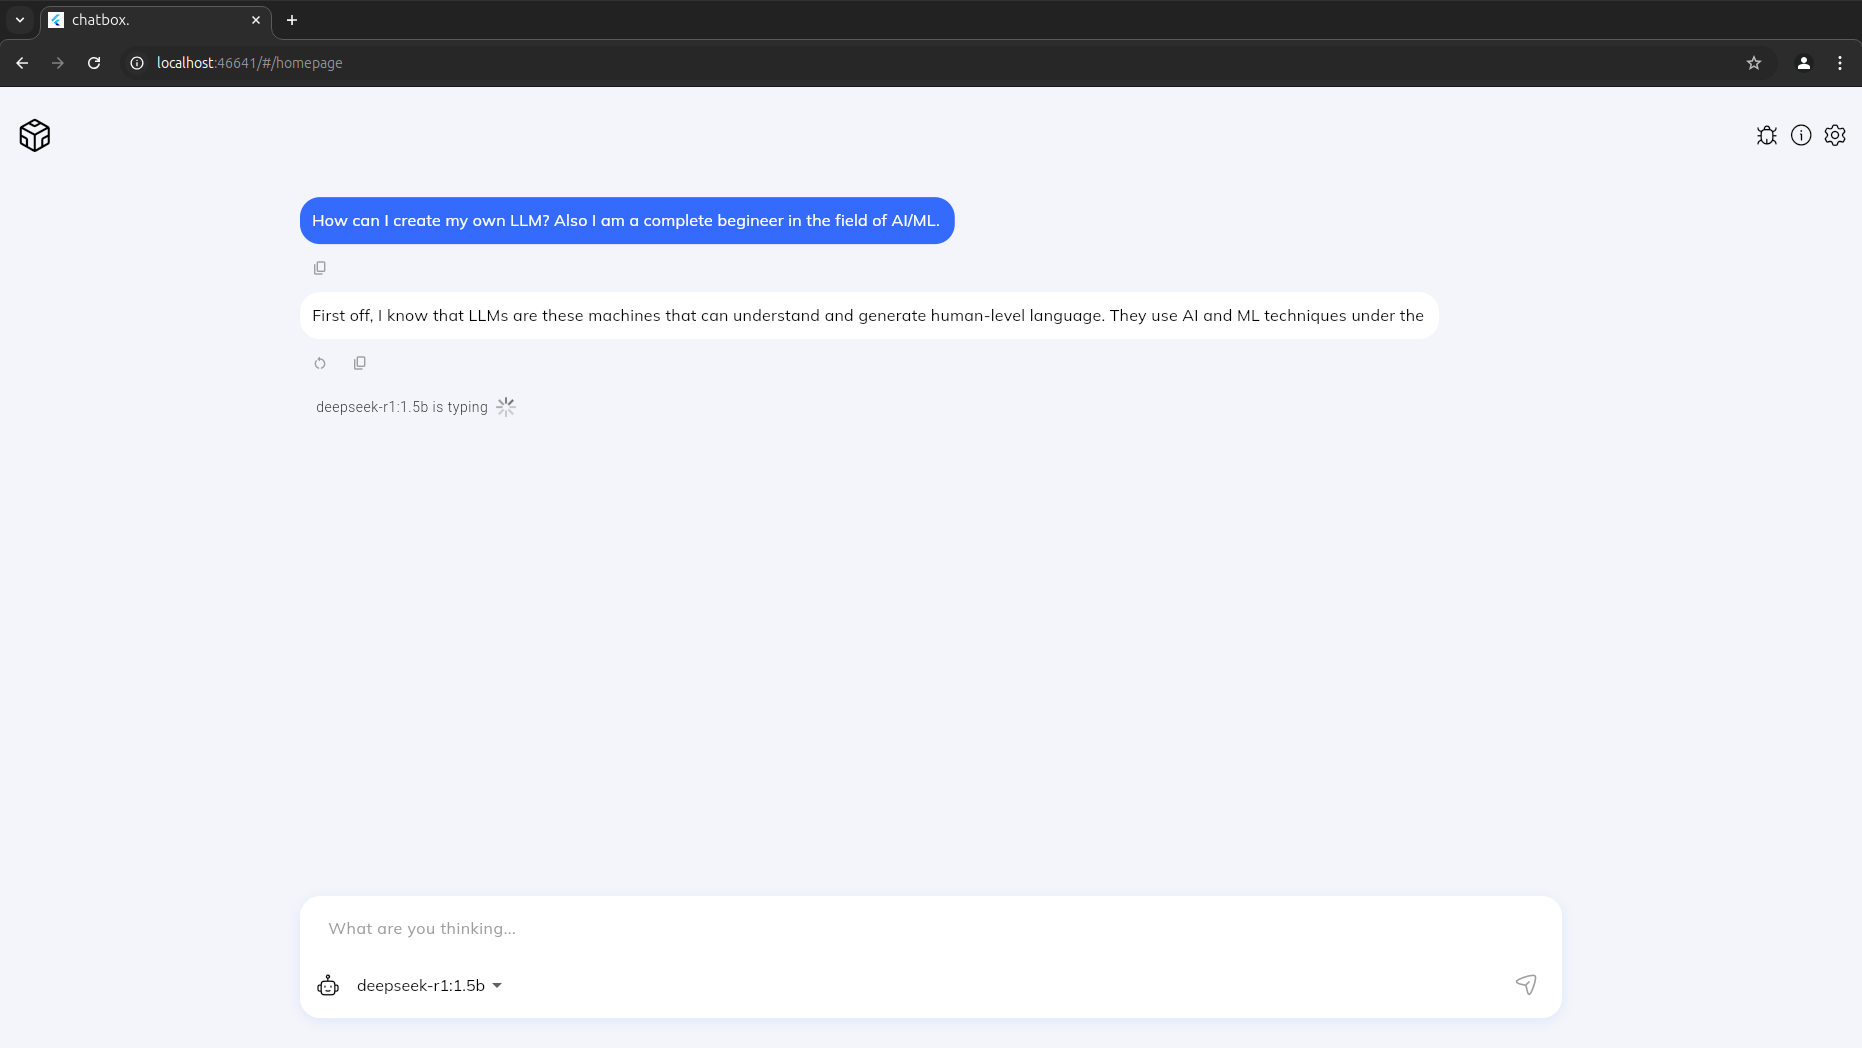 chatbox.
localhost:46641/#/homepage
How can I create my own LLM? Also I am a complete begineer in the field of AI/ML.
First off, I know that LLMs are these machines that can understand and generate human-level language. They use AI and ML techniques under the
deepseek-r1:1.5b is typing
What are you thinking...
deepseek-r1:1.5b